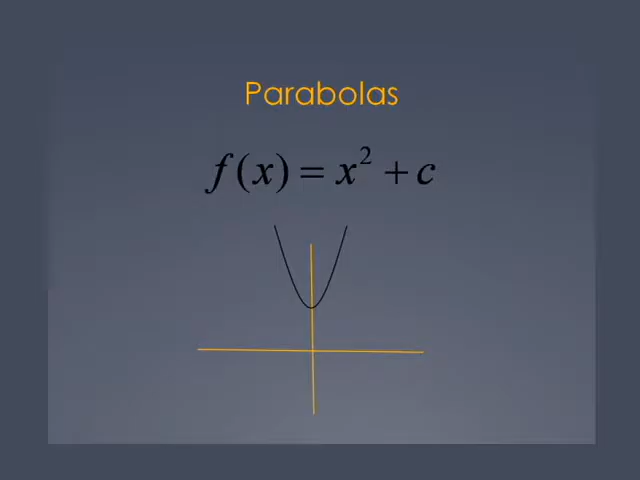 Parabolas
f(x) = x² + c